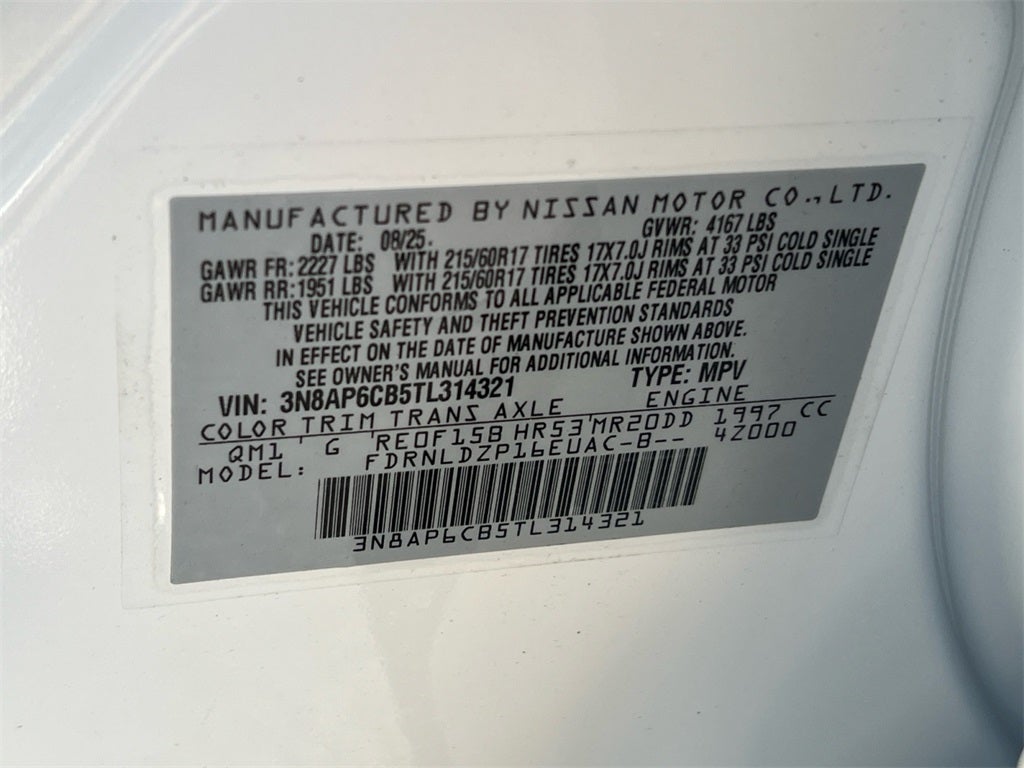 MANUFACTURED BY NISSAN MOTOR CO., LTD.
DATE: 08/25. GVWR: 4167 LBS
GAWR FR: 2227 LBS WITH 215/60R17 TIRES 17X7.0J RIMS AT 33 PSI COLD SINGLE
GAWR RR: 1951 LBS WITH 215/60R17 TIRES 17X7.0J RIMS AT 33 PSI COLD SINGLE
THIS VEHICLE CONFORMS TO ALL APPLICABLE FEDERAL MOTOR
VEHICLE SAFETY AND THEFT PREVENTION STANDARDS
IN EFFECT ON THE DATE OF MANUFACTURE SHOWN ABOVE.
SEE OWNER'S MANUAL FOR ADDITIONAL INFORMATION.
VIN: 3N8AP6CB5TL314321 TYPE: MPV
COLOR TRIM TRANS AXLE ENGINE
QM1 G RE0F15B HR53 MR20DD 1997 CC
MODEL: FDRNLDZP16EUAC-B-- 4Z000
3N8AP6CB5TL314321